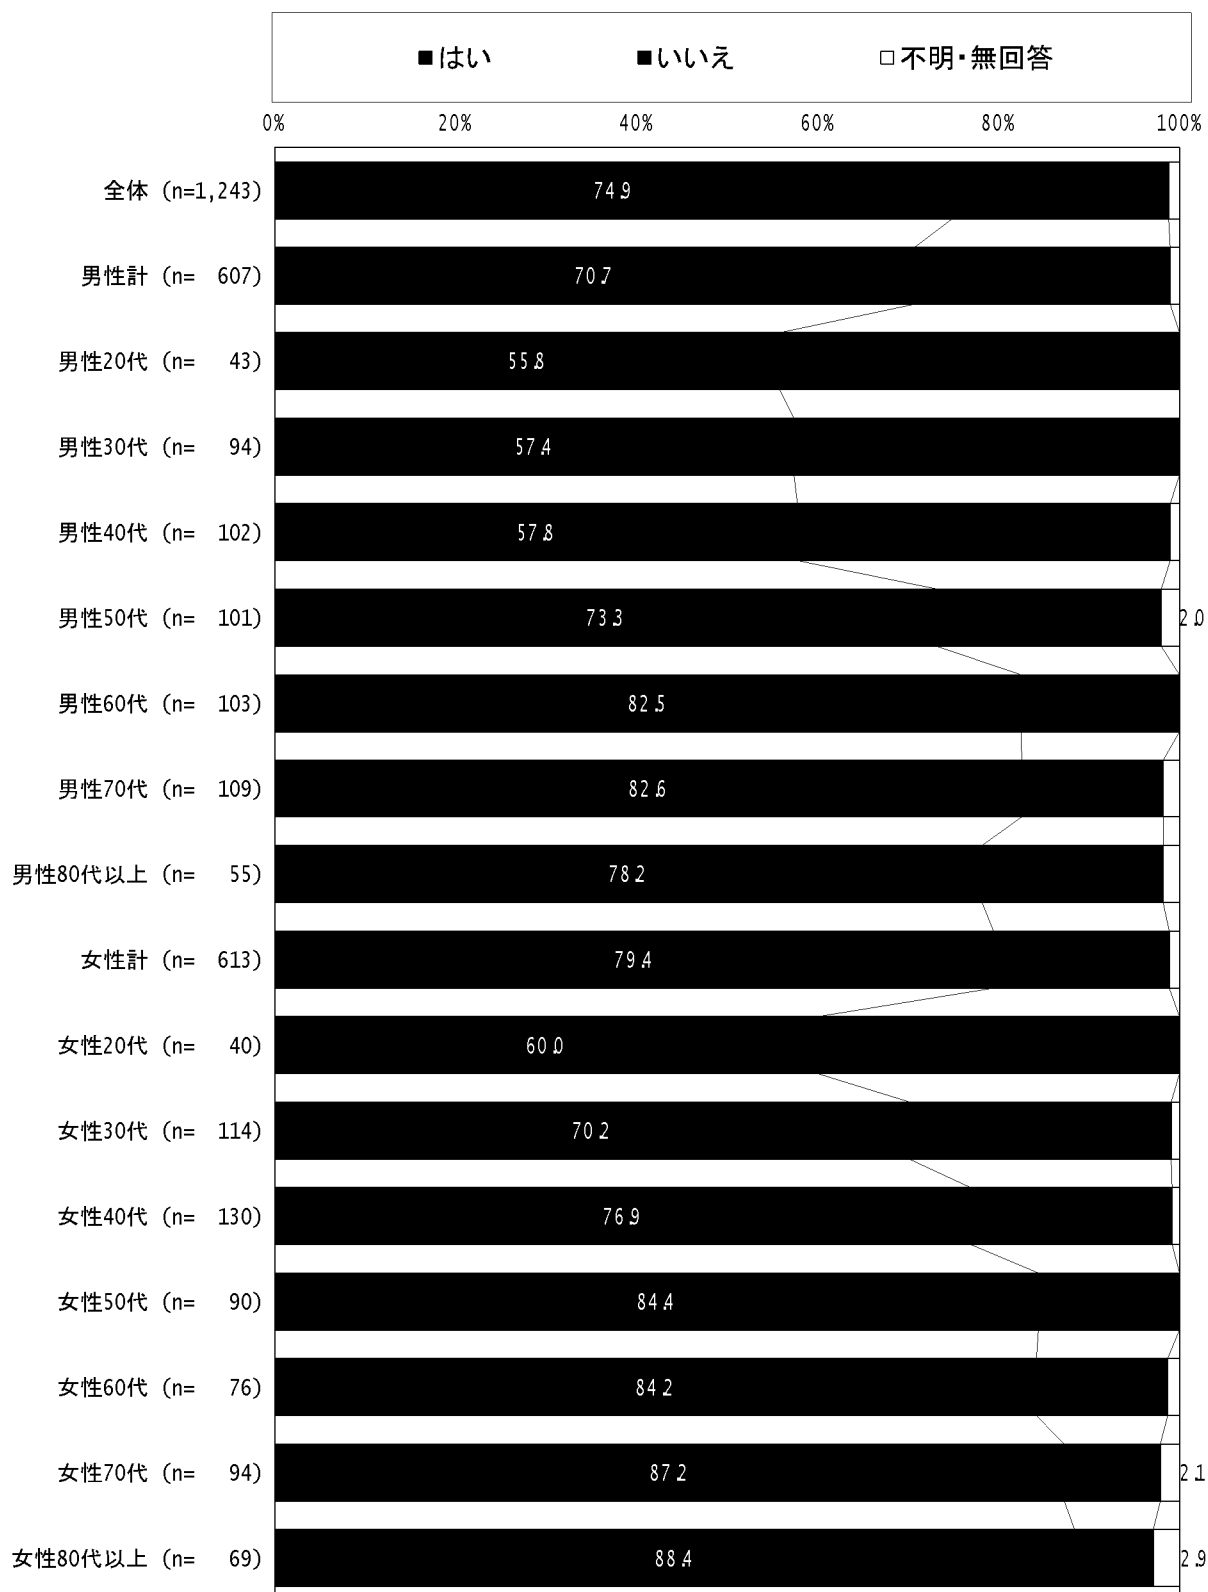 ■はい ■いいえ □不明・無回答
0% 20% 40% 60% 80% 100%
全体 (n=1,243) 74.9
男性計 (n= 607) 70.7
男性20代 (n= 43) 55.8
男性30代 (n= 94) 57.4
男性40代 (n= 102) 57.8
男性50代 (n= 101) 73.3 2.0
男性60代 (n= 103) 82.5
男性70代 (n= 109) 82.6
男性80代以上 (n= 55) 78.2
女性計 (n= 613) 79.4
女性20代 (n= 40) 60.0
女性30代 (n= 114) 70.2
女性40代 (n= 130) 76.9
女性50代 (n= 90) 84.4
女性60代 (n= 76) 84.2
女性70代 (n= 94) 87.2 2.1
女性80代以上 (n= 69) 88.4 2.9